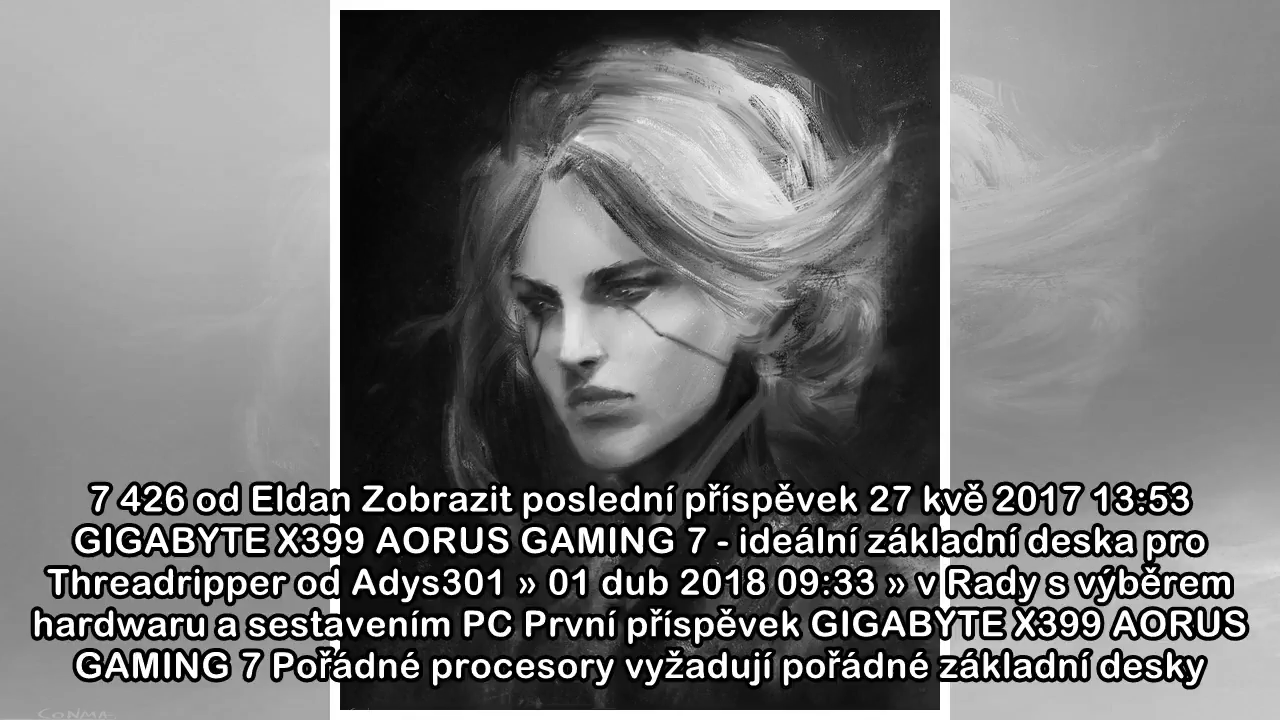 7 426 od Eldan Zobrazit poslední příspěvek 27 kvě 2017 13:53
GIGABYTE X399 AORUS GAMING 7 - ideální základní deska pro
Threadripper od Adys301 » 01 dub 2018 09:33 » v Rady s výběrem
hardwaru a sestavením PC První příspěvek GIGABYTE X399 AORUS
GAMING 7 Pořádné procesory vyžadují pořádné základní desky